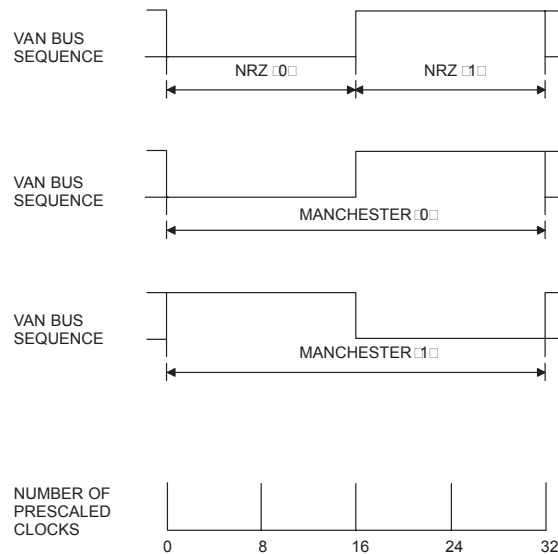 VAN BUS
SEQUENCE
NRZ □0□
NRZ □1□
VAN BUS
SEQUENCE
MANCHESTER □0□
VAN BUS
SEQUENCE
MANCHESTER □1□
NUMBER OF
PRESCALED
CLOCKS
0 8 16 24 32